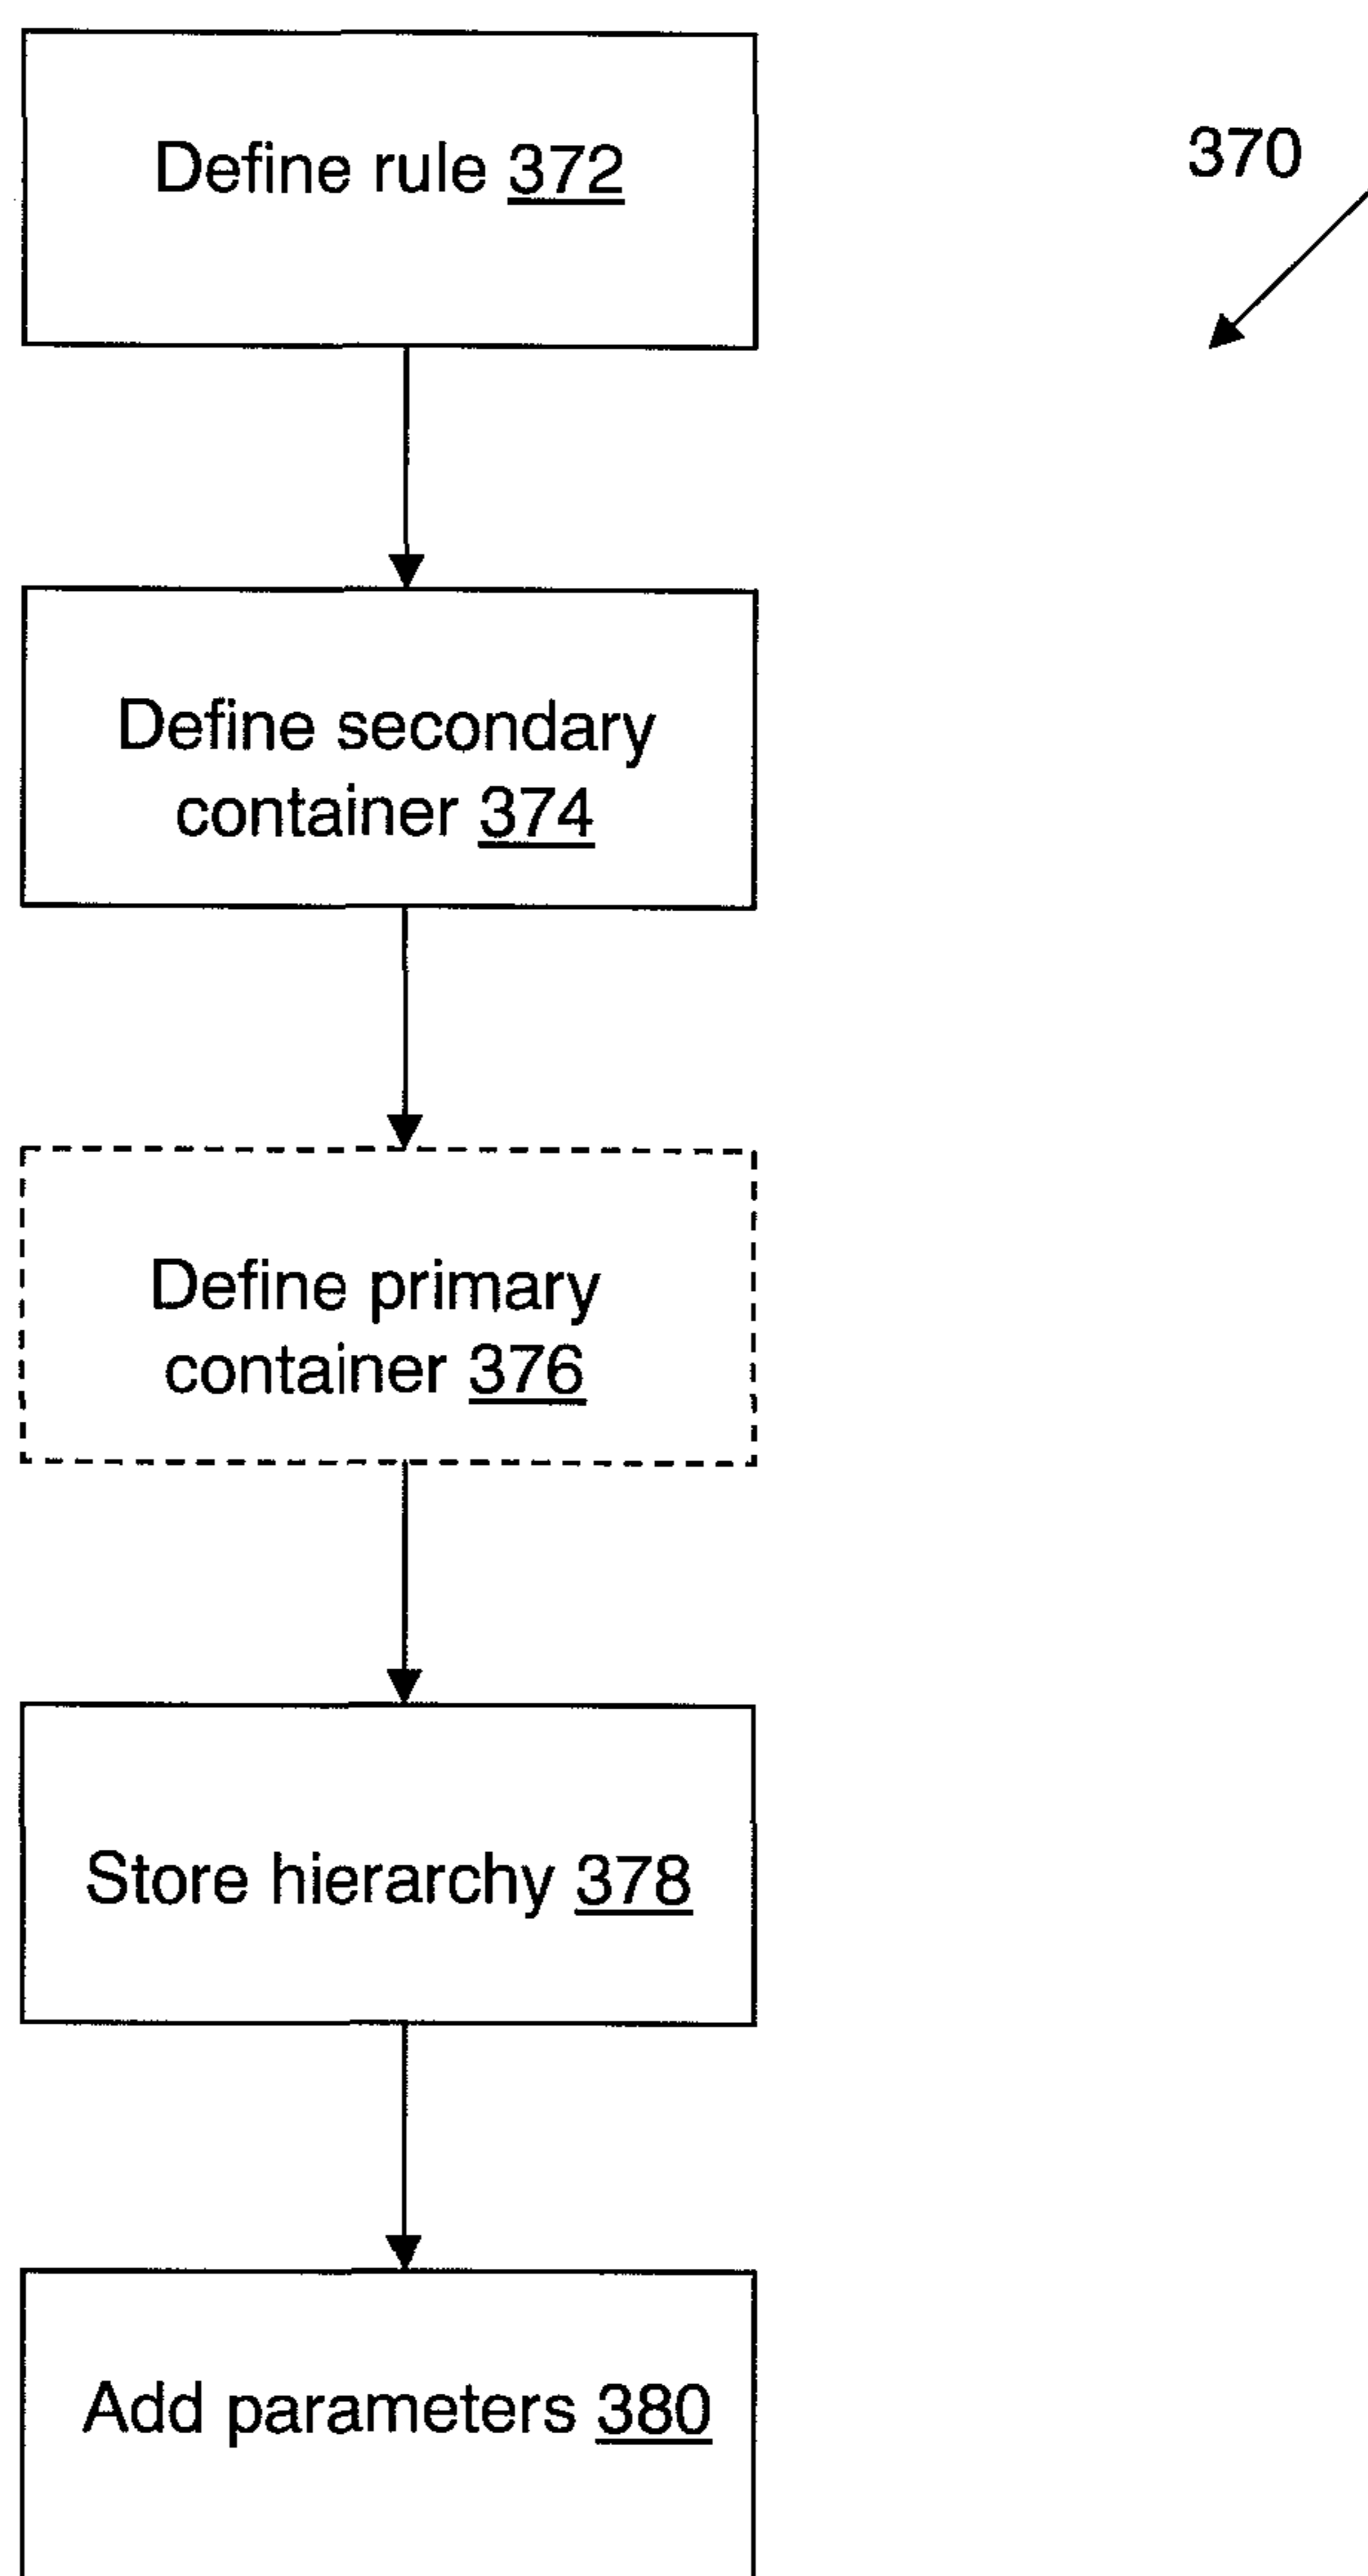 Define rule 372
370
Define secondary
container 374
Define primary
container 376
Store hierarchy 378
Add parameters 380